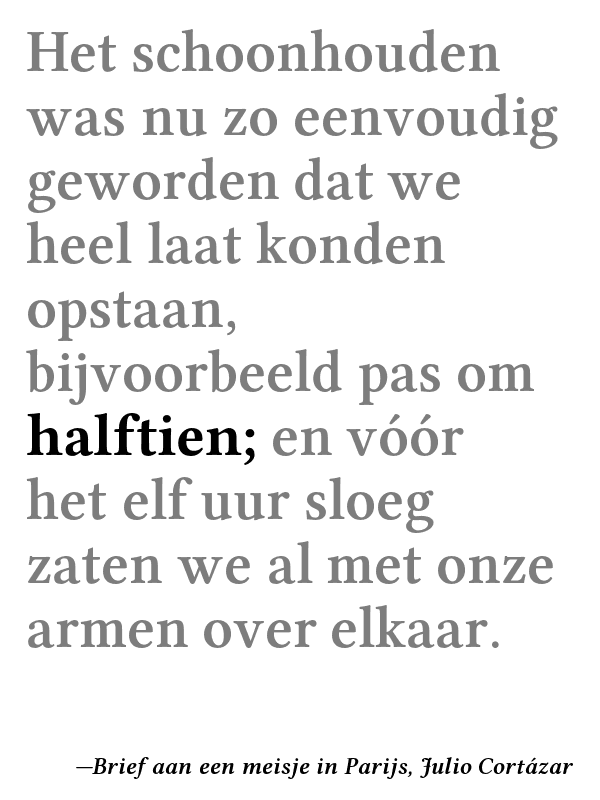 Het schoonhouden
was nu zo eenvoudig
geworden dat we
heel laat konden
opstaan,
bijvoorbeeld pas om
halftien; en vóór
het elf uur sloeg
zaten we al met onze
armen over elkaar.
—Brief aan een meisje in Parijs, Julio Cortázar